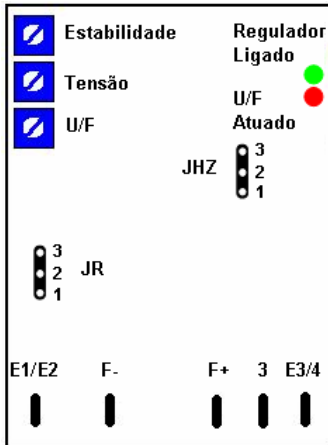 Estabilidade
Regulador
Ligado
Tensão
U/F
Atuado
U/F
JHZ
3
2
1
3
2
1
JR
E1/E2
F-
F+
3
E3/4